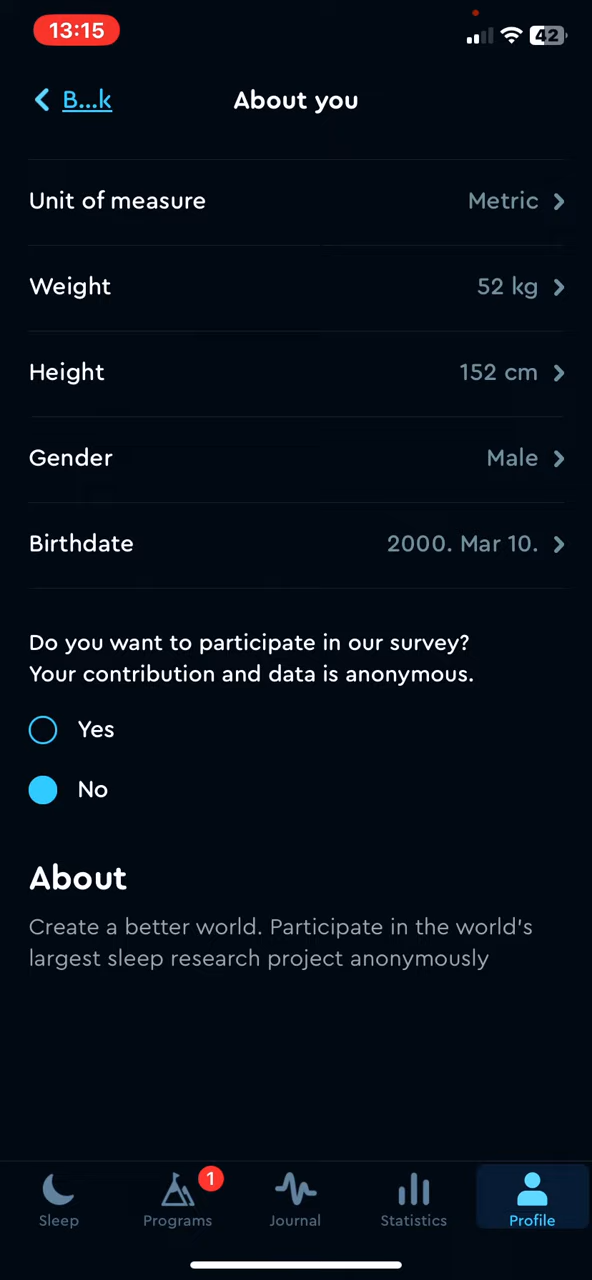 13:15
42
B...k
About you
Unit of measure
Metric
Weight
52 kg
Height
152 cm
Gender
Male
Birthdate
2000. Mar 10.
Do you want to participate in our survey?
Your contribution and data is anonymous.
Yes
No
About
Create a better world. Participate in the world's
largest sleep research project anonymously
1
Sleep
Programs
Journal
Statistics
Profile